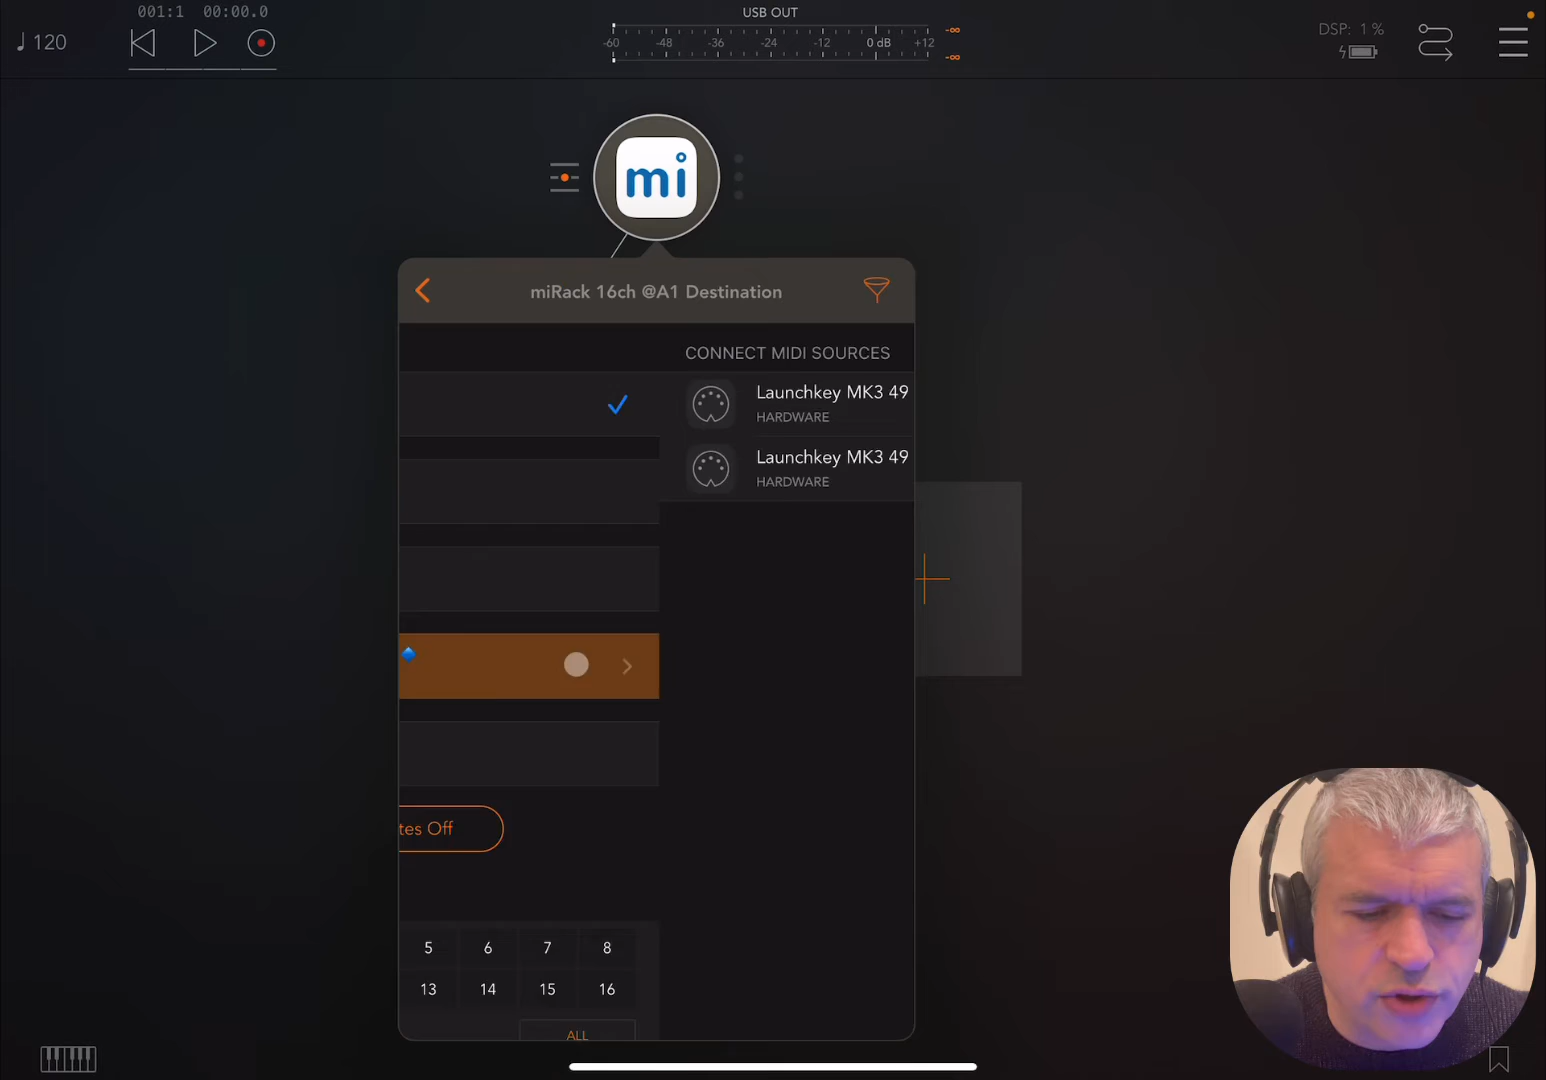 001:1 00:00.0
120
USB OUT
-60 -48 -36 -24 -12 0 dB +12
-∞
-∞
DSP: 1 %
mi
miRack 16ch @A1 Destination
CONNECT MIDI SOURCES
Launchkey MK3 49
HARDWARE
Launchkey MK3 49
HARDWARE
tes Off
5 6 7 8
13 14 15 16
ALL